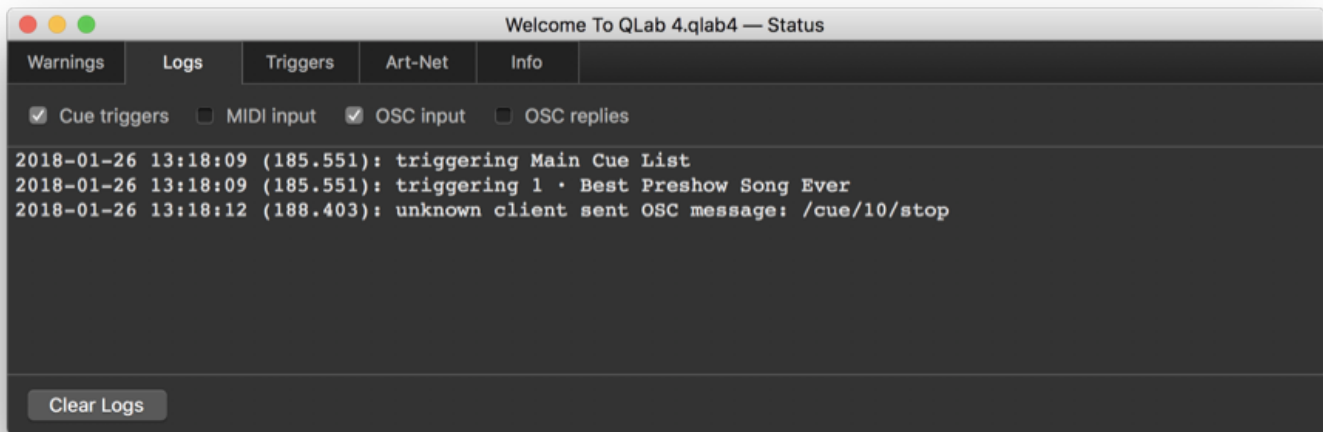 Welcome To QLab 4.qlab4 — Status
Warnings Logs Triggers Art-Net Info
Cue triggers MIDI input OSC input OSC replies
2018-01-26 13:18:09 (185.551): triggering Main Cue List
2018-01-26 13:18:09 (185.551): triggering 1 · Best Preshow Song Ever
2018-01-26 13:18:12 (188.403): unknown client sent OSC message: /cue/10/stop
Clear Logs